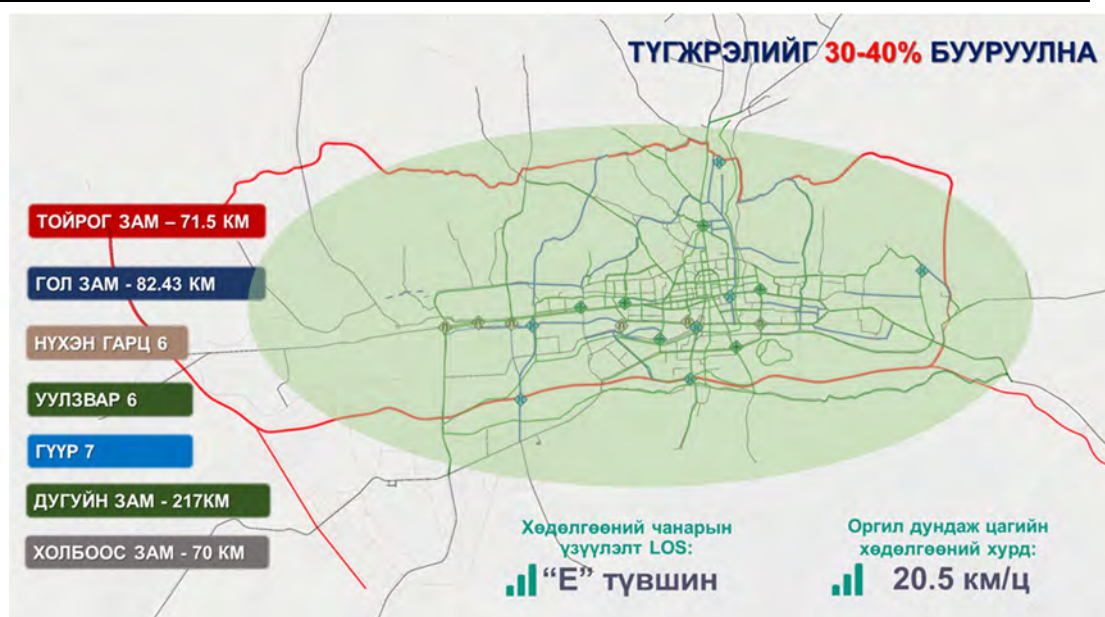 ТҮГЖРЭЛИЙГ 30-40% БУУРУУЛНА
ТОЙРОГ ЗАМ – 71.5 КМ
ГОЛ ЗАМ - 82.43 КМ
НҮХЭН ГАРЦ 6
УУЛЗВАР 6
ГҮҮР 7
ДУГУЙН ЗАМ - 217КМ
ХОЛБООС ЗАМ - 70 КМ
Хөдөлгөөний чанарын
үзүүлэлт LOS:
“E” түвшин
Оргил дундаж цагийн
хөдөлгөөний хурд:
20.5 км/ц